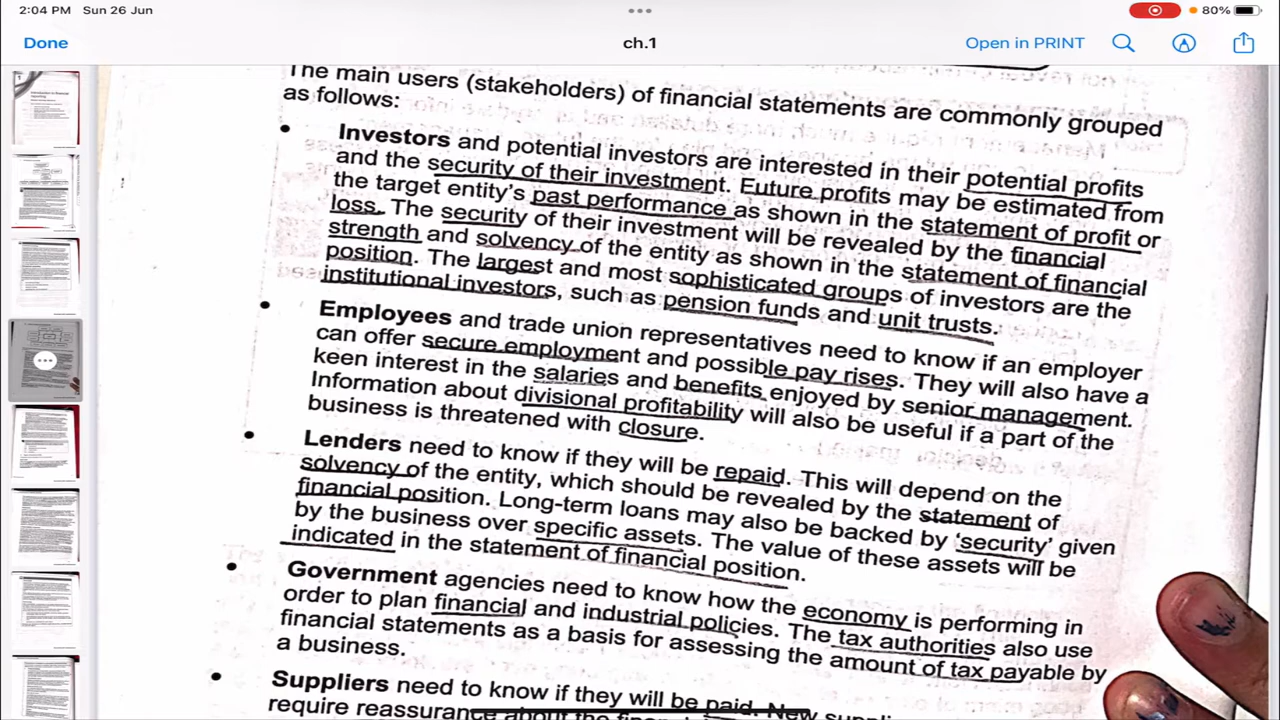 2:04 PM Sun 26 Jun
80%
Done
ch.1
Open in PRINT
The main users (stakeholders) of financial statements are commonly grouped
as follows:
• Investors and potential investors are interested in their potential profits
and the security of their investment. Future profits may be estimated from
the target entity's past performance as shown in the statement of profit or
loss. The security of their investment will be revealed by the financial
strength and solvency of the entity as shown in the statement of financial
position. The largest and most sophisticated groups of investors are the
institutional investors, such as pension funds and unit trusts.
• Employees and trade union representatives need to know if an employer
can offer secure employment and possible pay rises. They will also have a
keen interest in the salaries and benefits enjoyed by senior management.
Information about divisional profitability will also be useful if a part of the
business is threatened with closure.
• Lenders need to know if they will be repaid. This will depend on the
solvency of the entity, which should be revealed by the statement of
financial position. Long-term loans may also be backed by 'security' given
by the business over specific assets. The value of these assets will be
indicated in the statement of financial position.
• Government agencies need to know how the economy is performing in
order to plan financial and industrial policies. The tax authorities also use
financial statements as a basis for assessing the amount of tax payable by
a business.
• Suppliers need to know if they will be paid. New
require reassurance about the